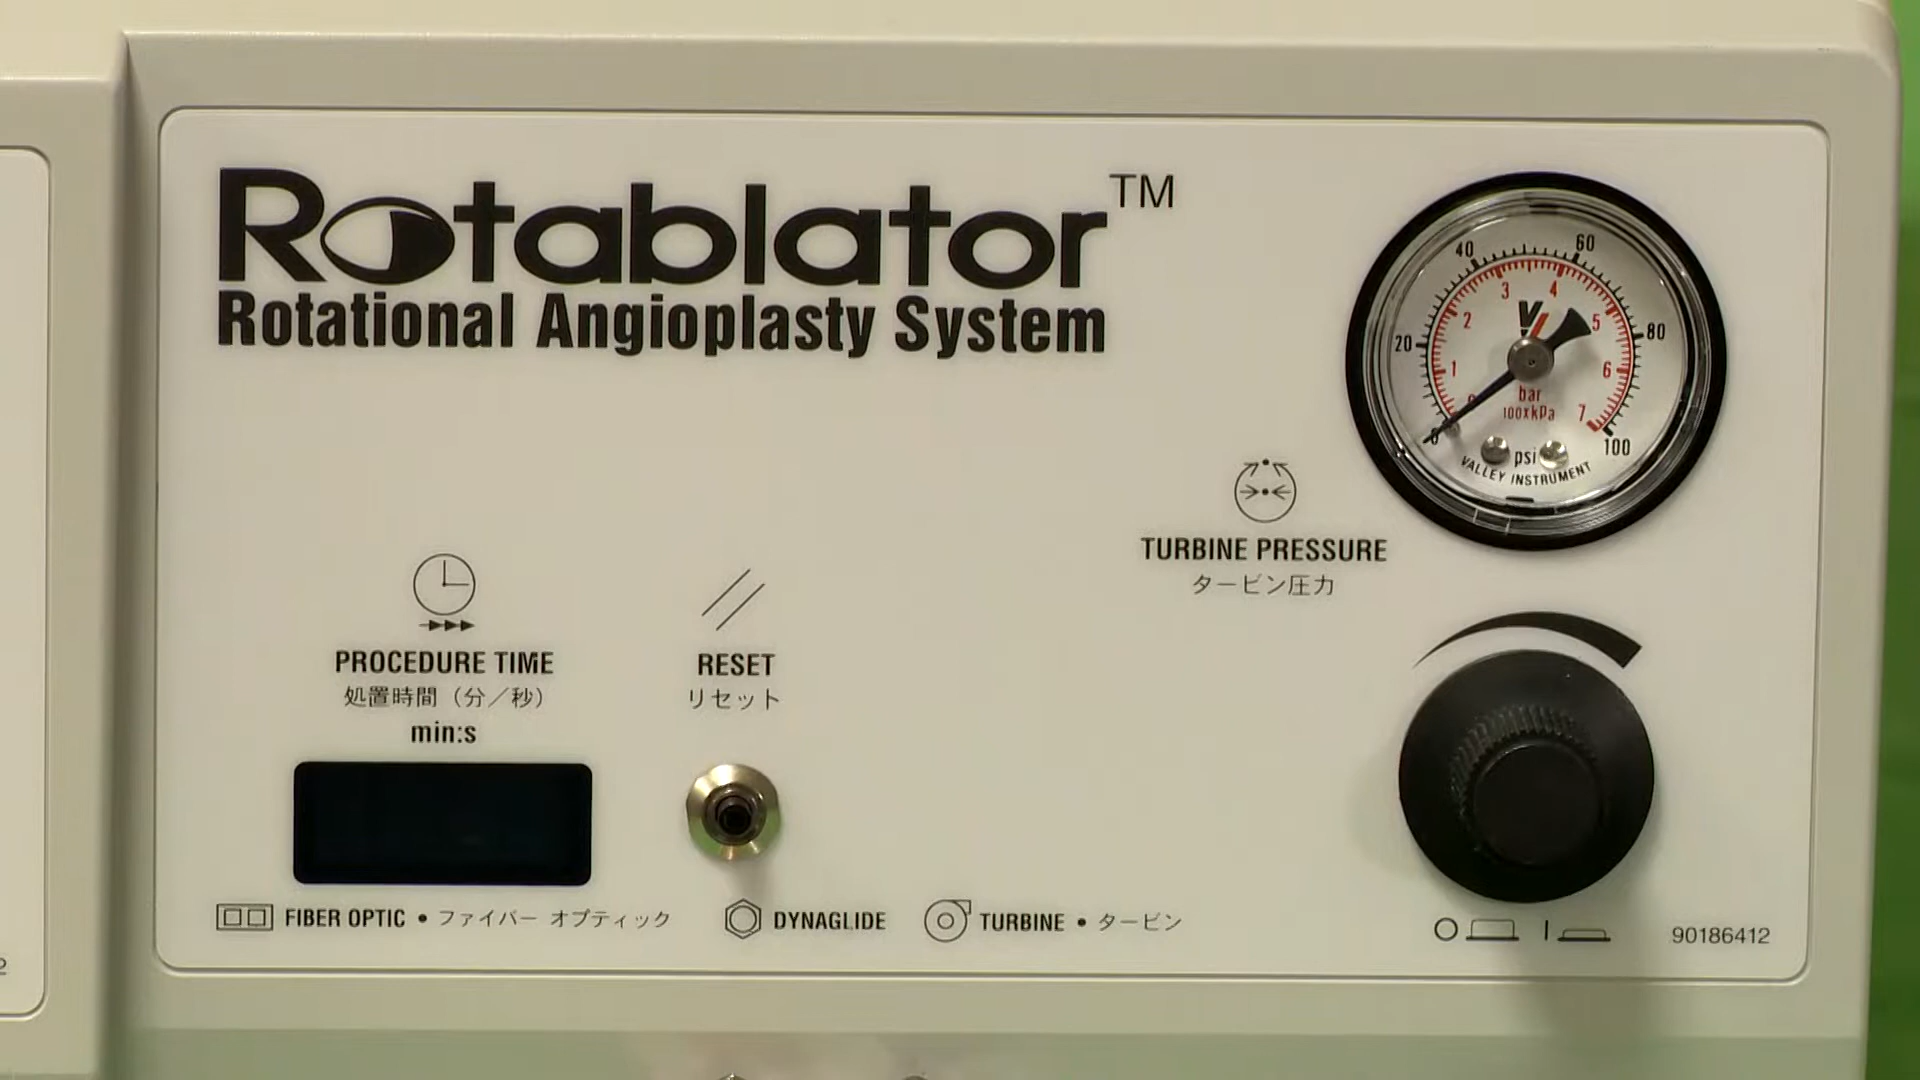 Rotablator™
Rotational Angioplasty System
40 60
3 4
2 5
20 80
1 6
bar
0 7
100xkPa
0 psi 100
VALLEY INSTRUMENT
TURBINE PRESSURE
タービン圧力
PROCEDURE TIME
処置時間（分／秒）
min:s
RESET
リセット
FIBER OPTIC • ファイバー オプティック
DYNAGLIDE
TURBINE • タービン
90186412
2